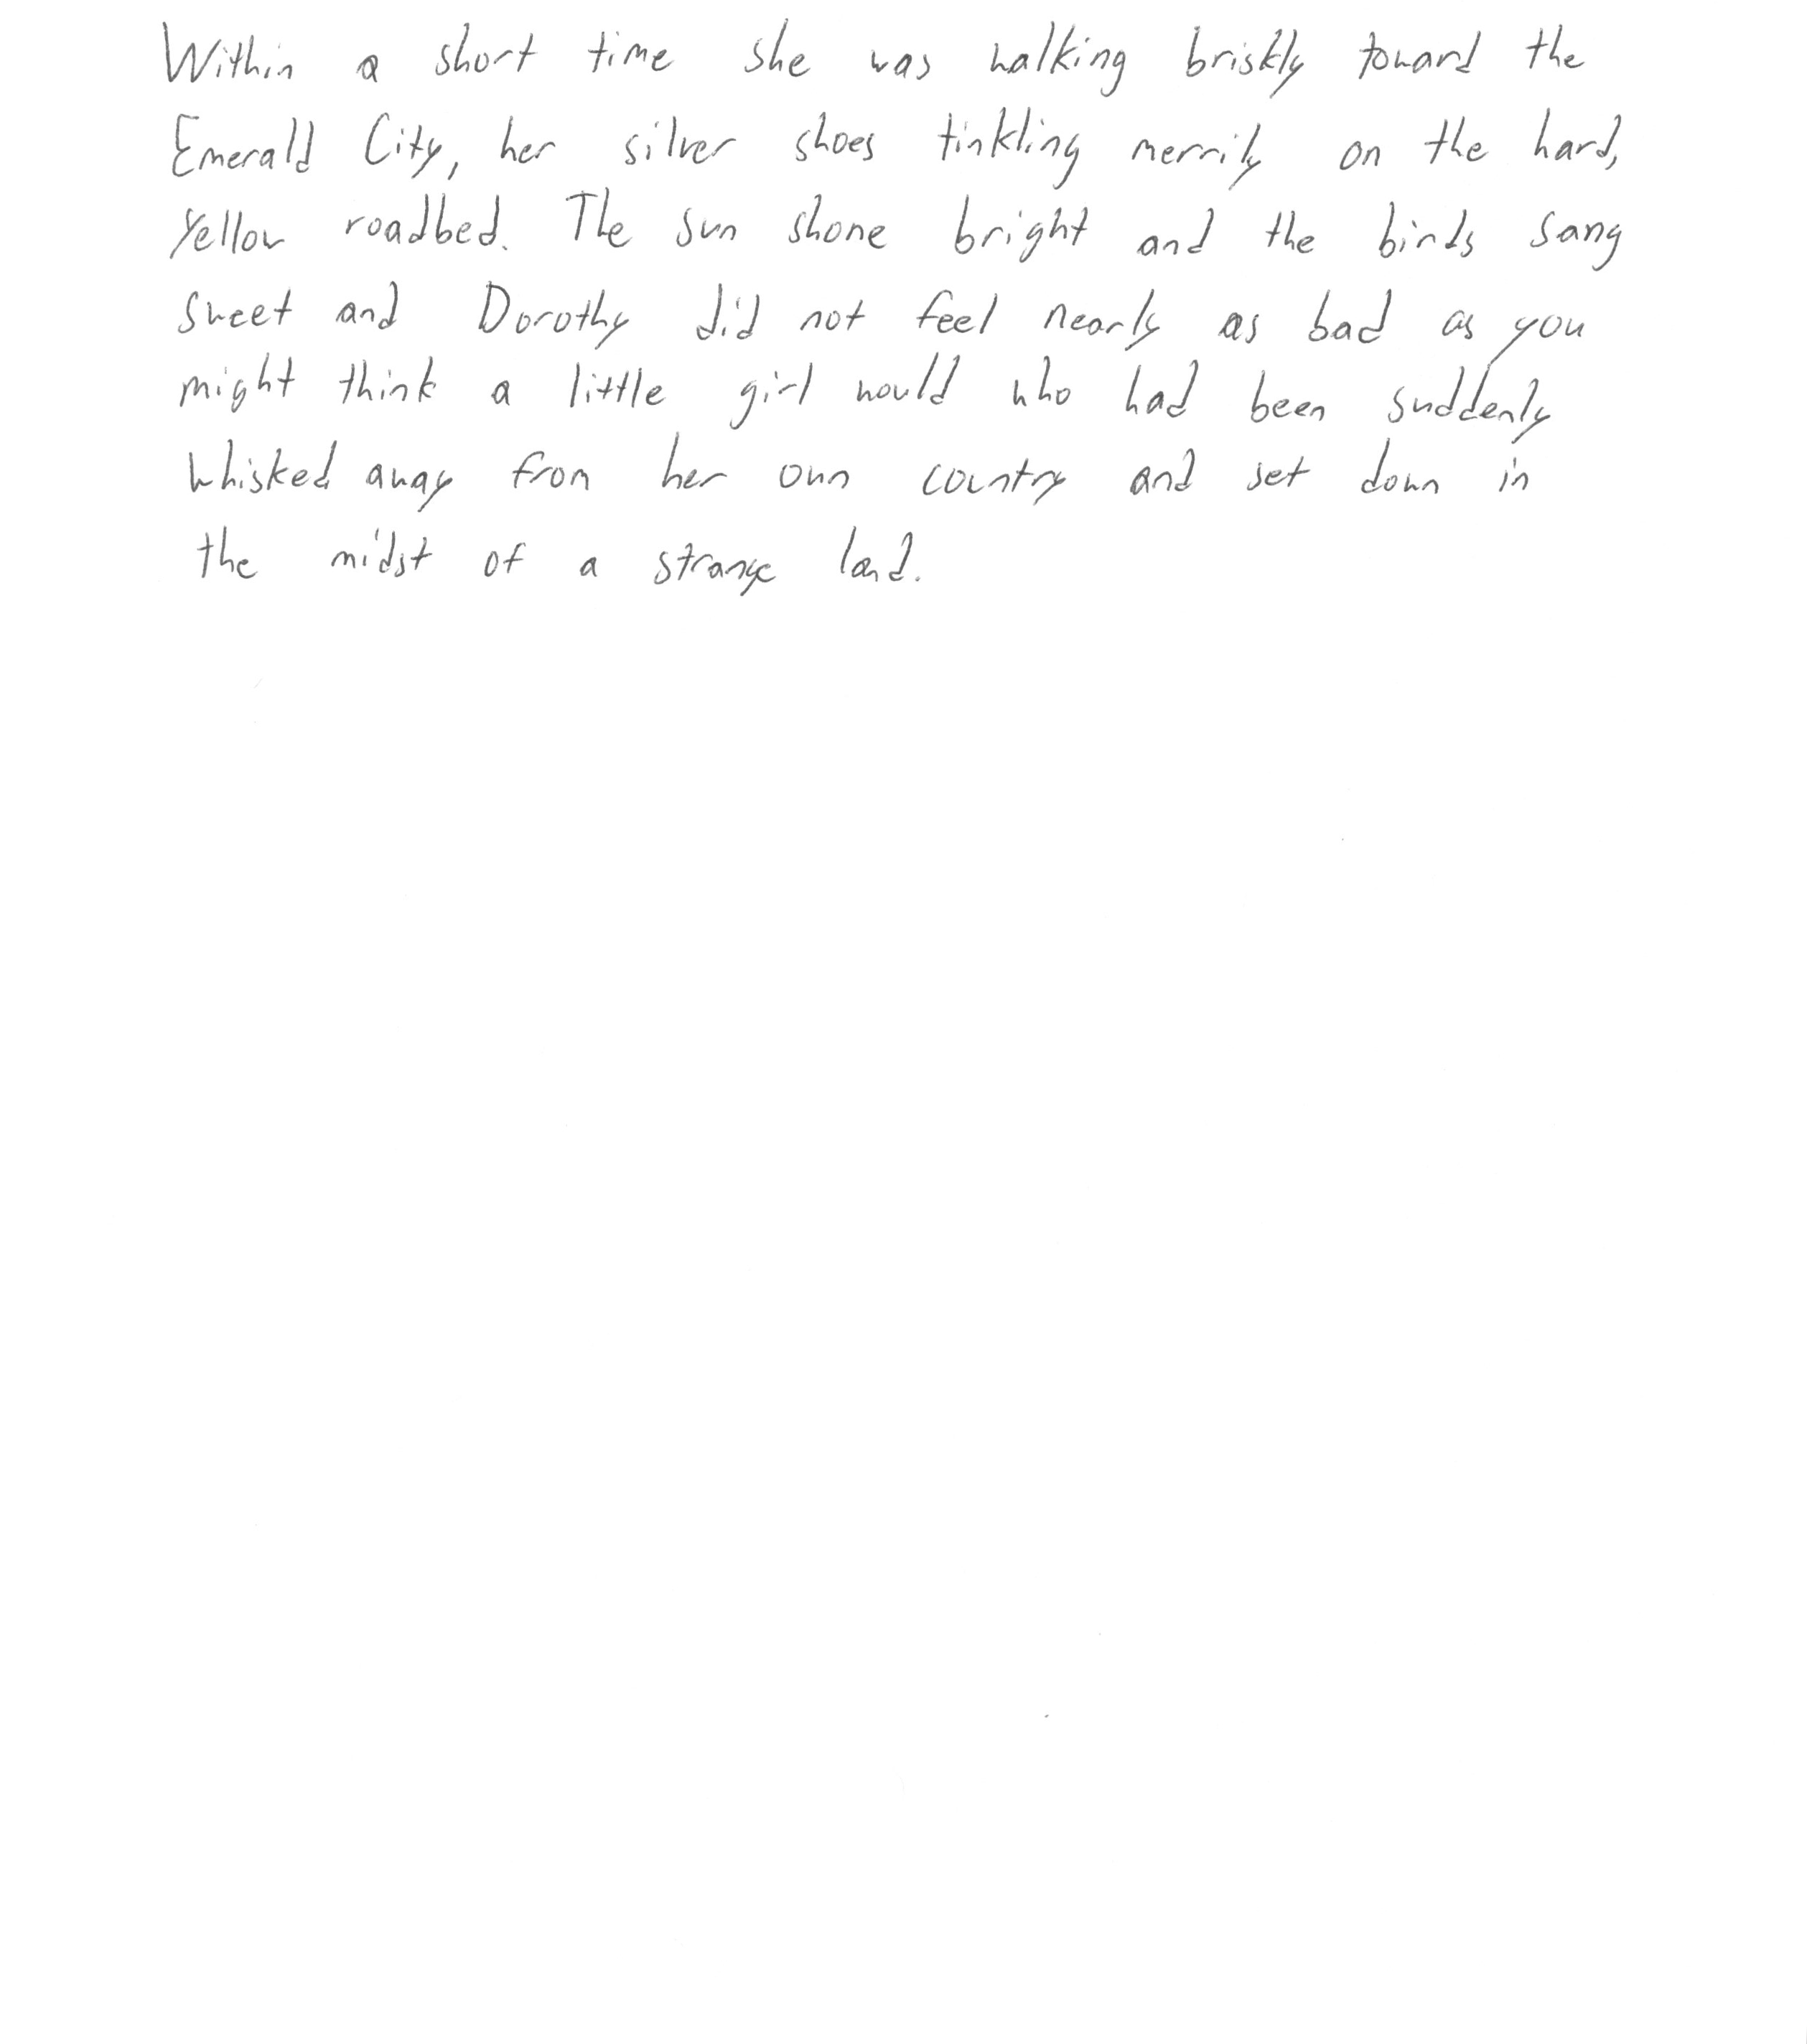 Within a short time she was walking briskly toward the
Emerald City, her silver shoes tinkling merrily on the hard,
yellow roadbed. The sun shone bright and the birds sang
sweet and Dorothy did not feel nearly as bad as you
might think a little girl would who had been suddenly
whisked away from her own country and set down in
the midst of a strange land.